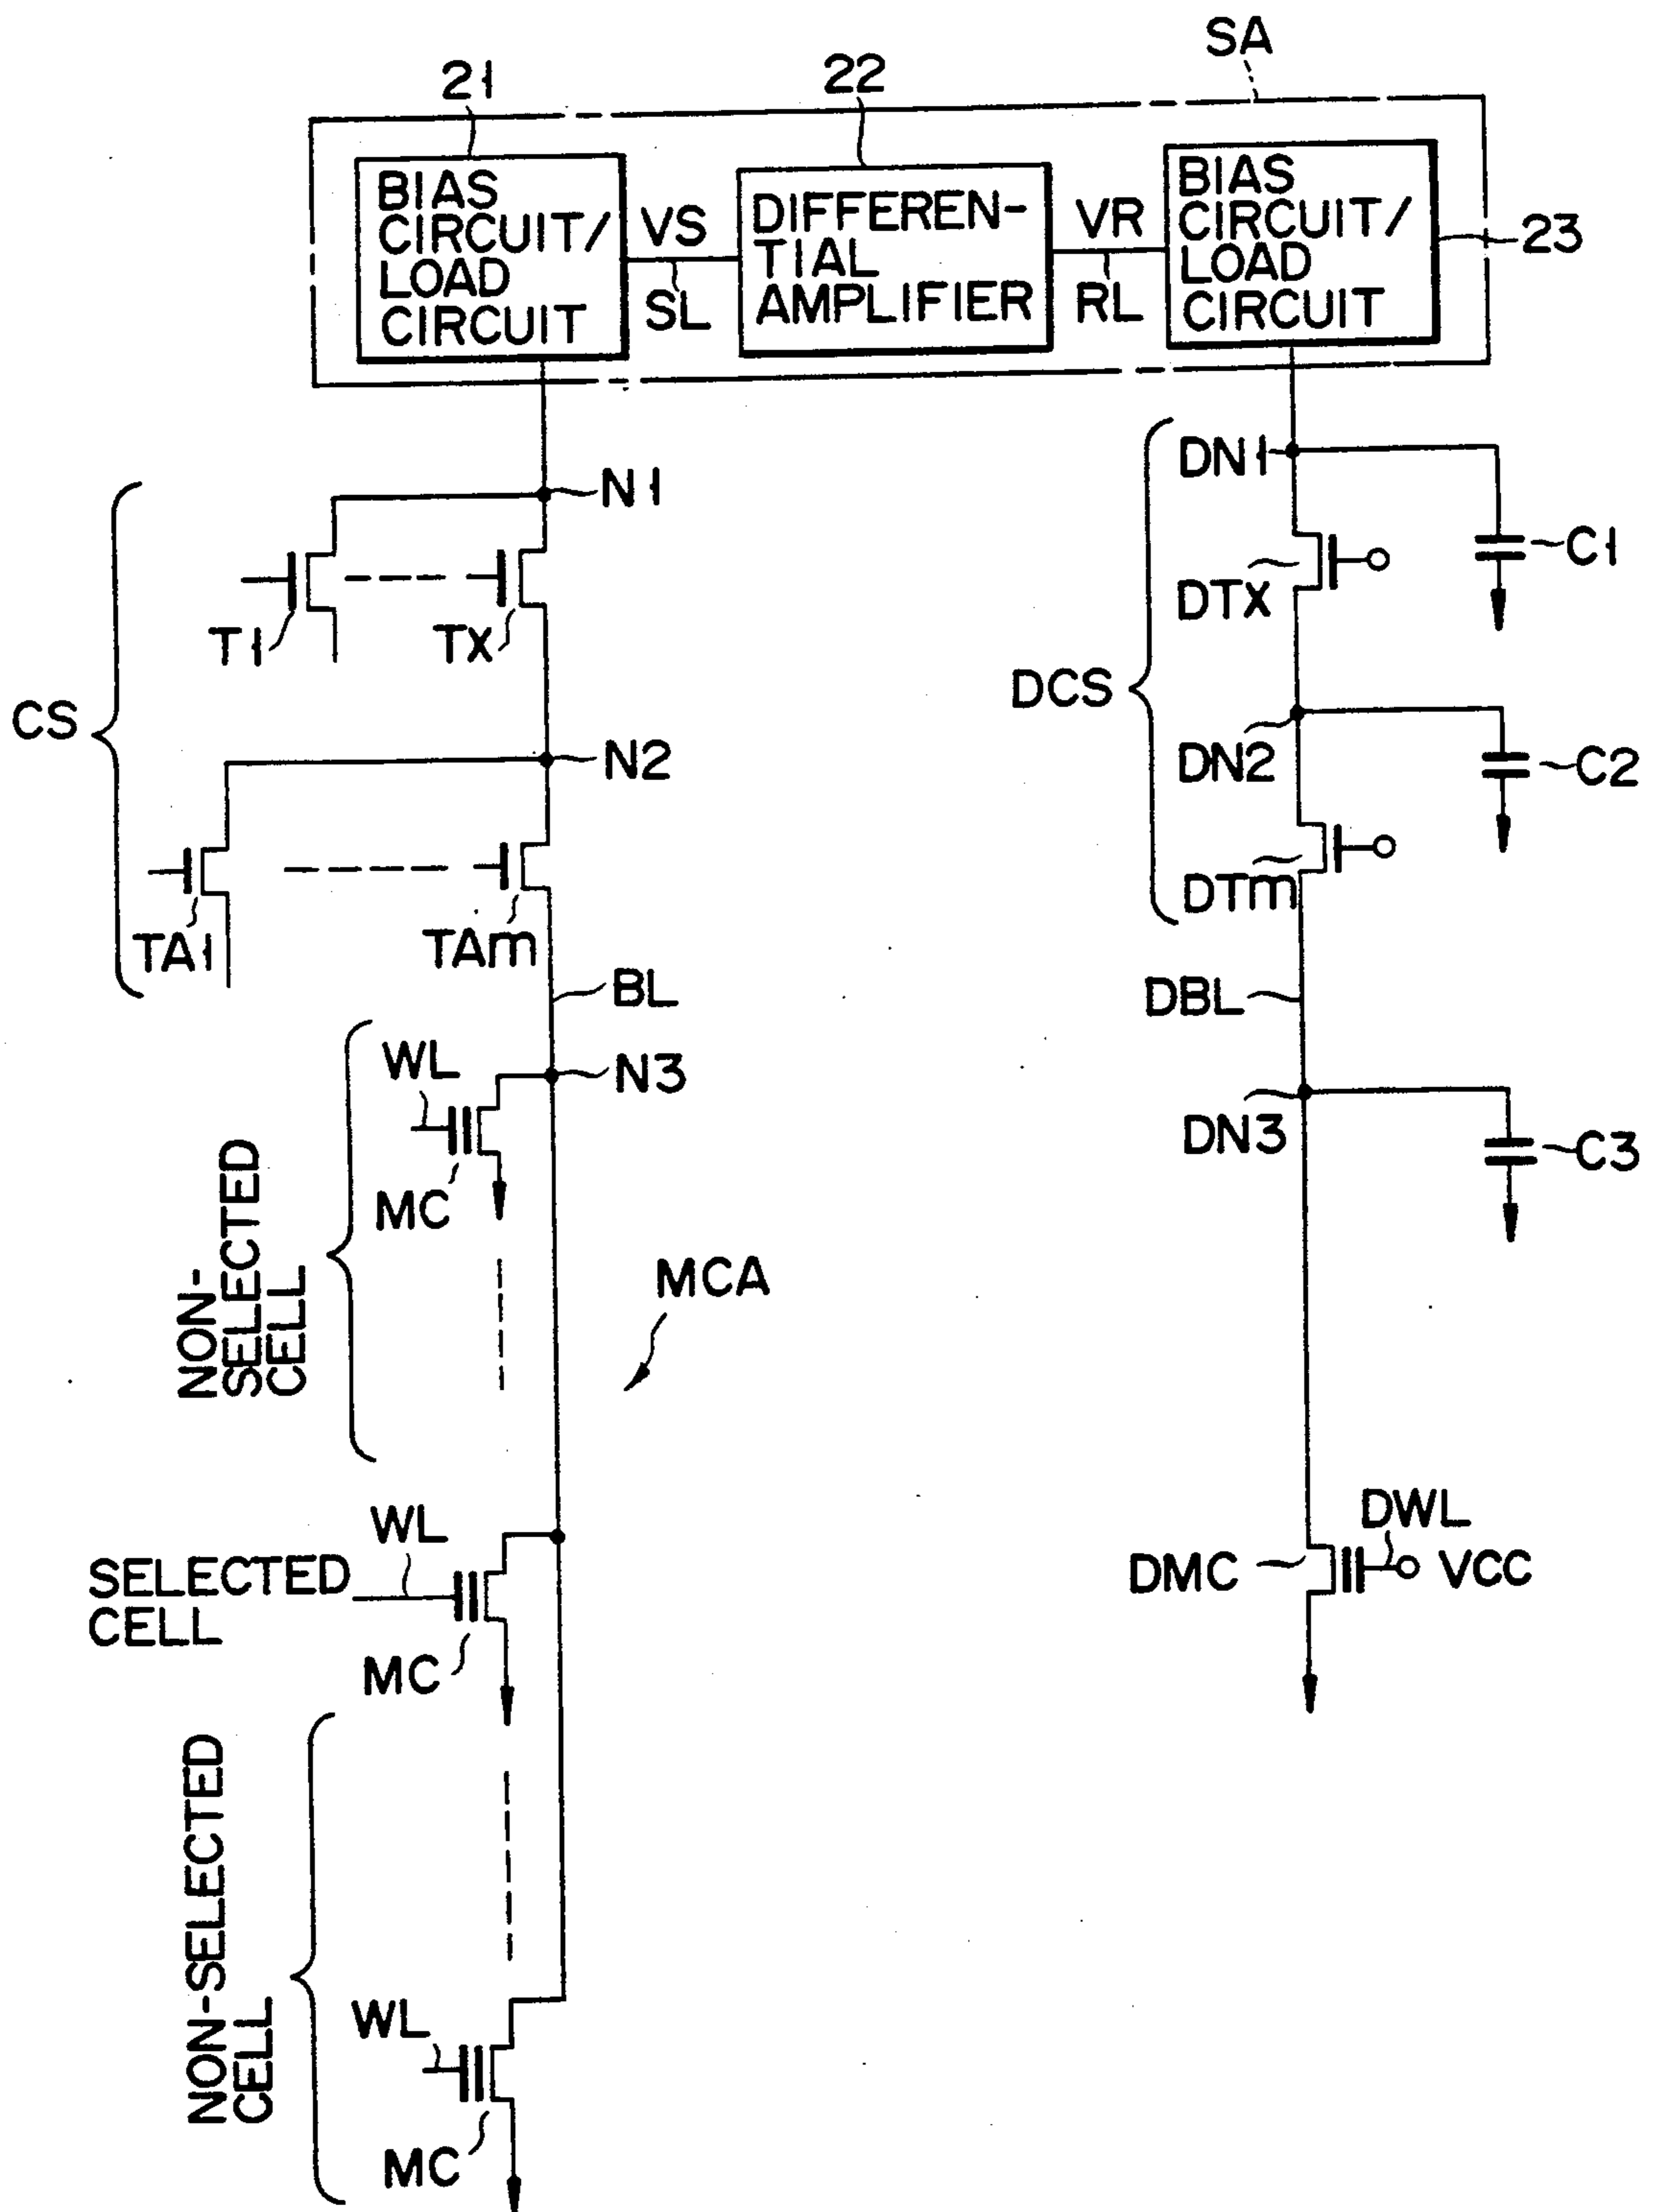 SA
21
22
BIAS
CIRCUIT/
LOAD
CIRCUIT
VS
SL
DIFFEREN-
TIAL
AMPLIFIER
VR
RL
BIAS
CIRCUIT/
LOAD
CIRCUIT
23
N1
DN1
C1
T1
TX
DTX
CS
DCS
N2
DN2
C2
TA1
TAm
DTm
BL
DBL
WL
N3
DN3
C3
MC
NON-
SELECTED
CELL
MCA
WL
SELECTED
CELL
MC
DWL
DMC
VCC
NON-SELECTED
CELL
WL
MC